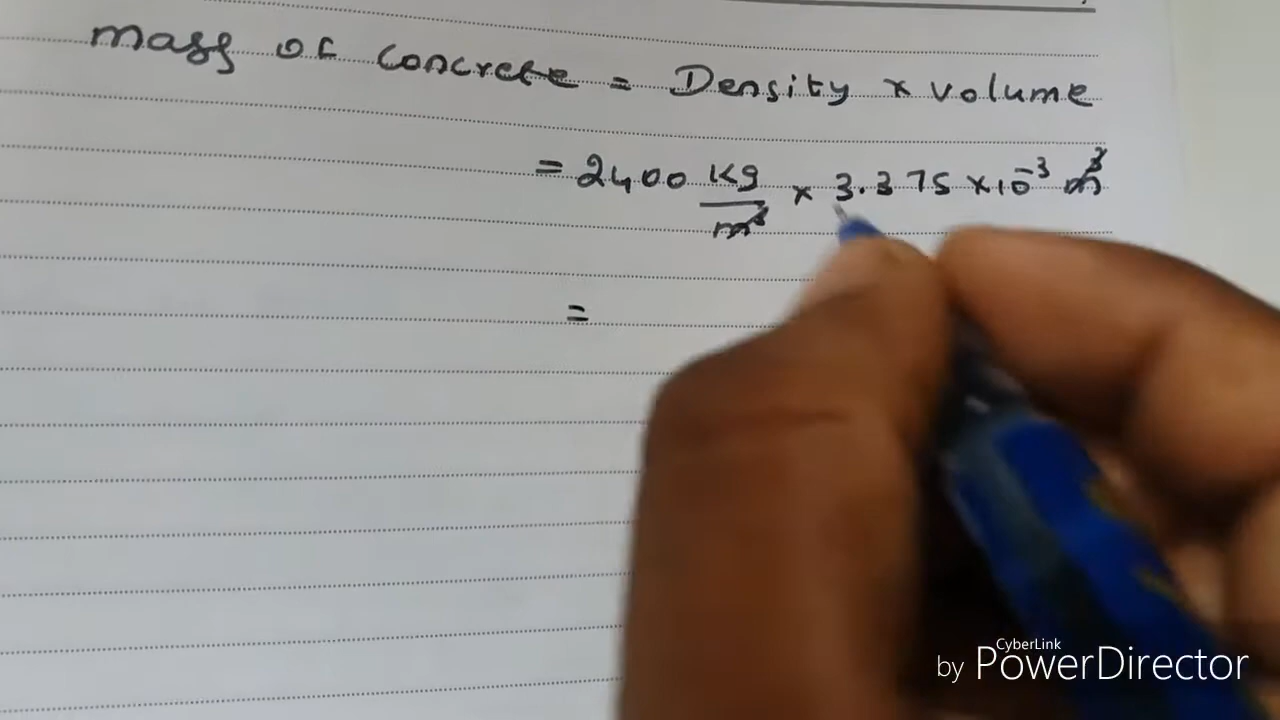 mass of concrete = Density × volume
= 2400 kg/m³ × 3.375 × 10⁻³ m³
=
CyberLink
by PowerDirector